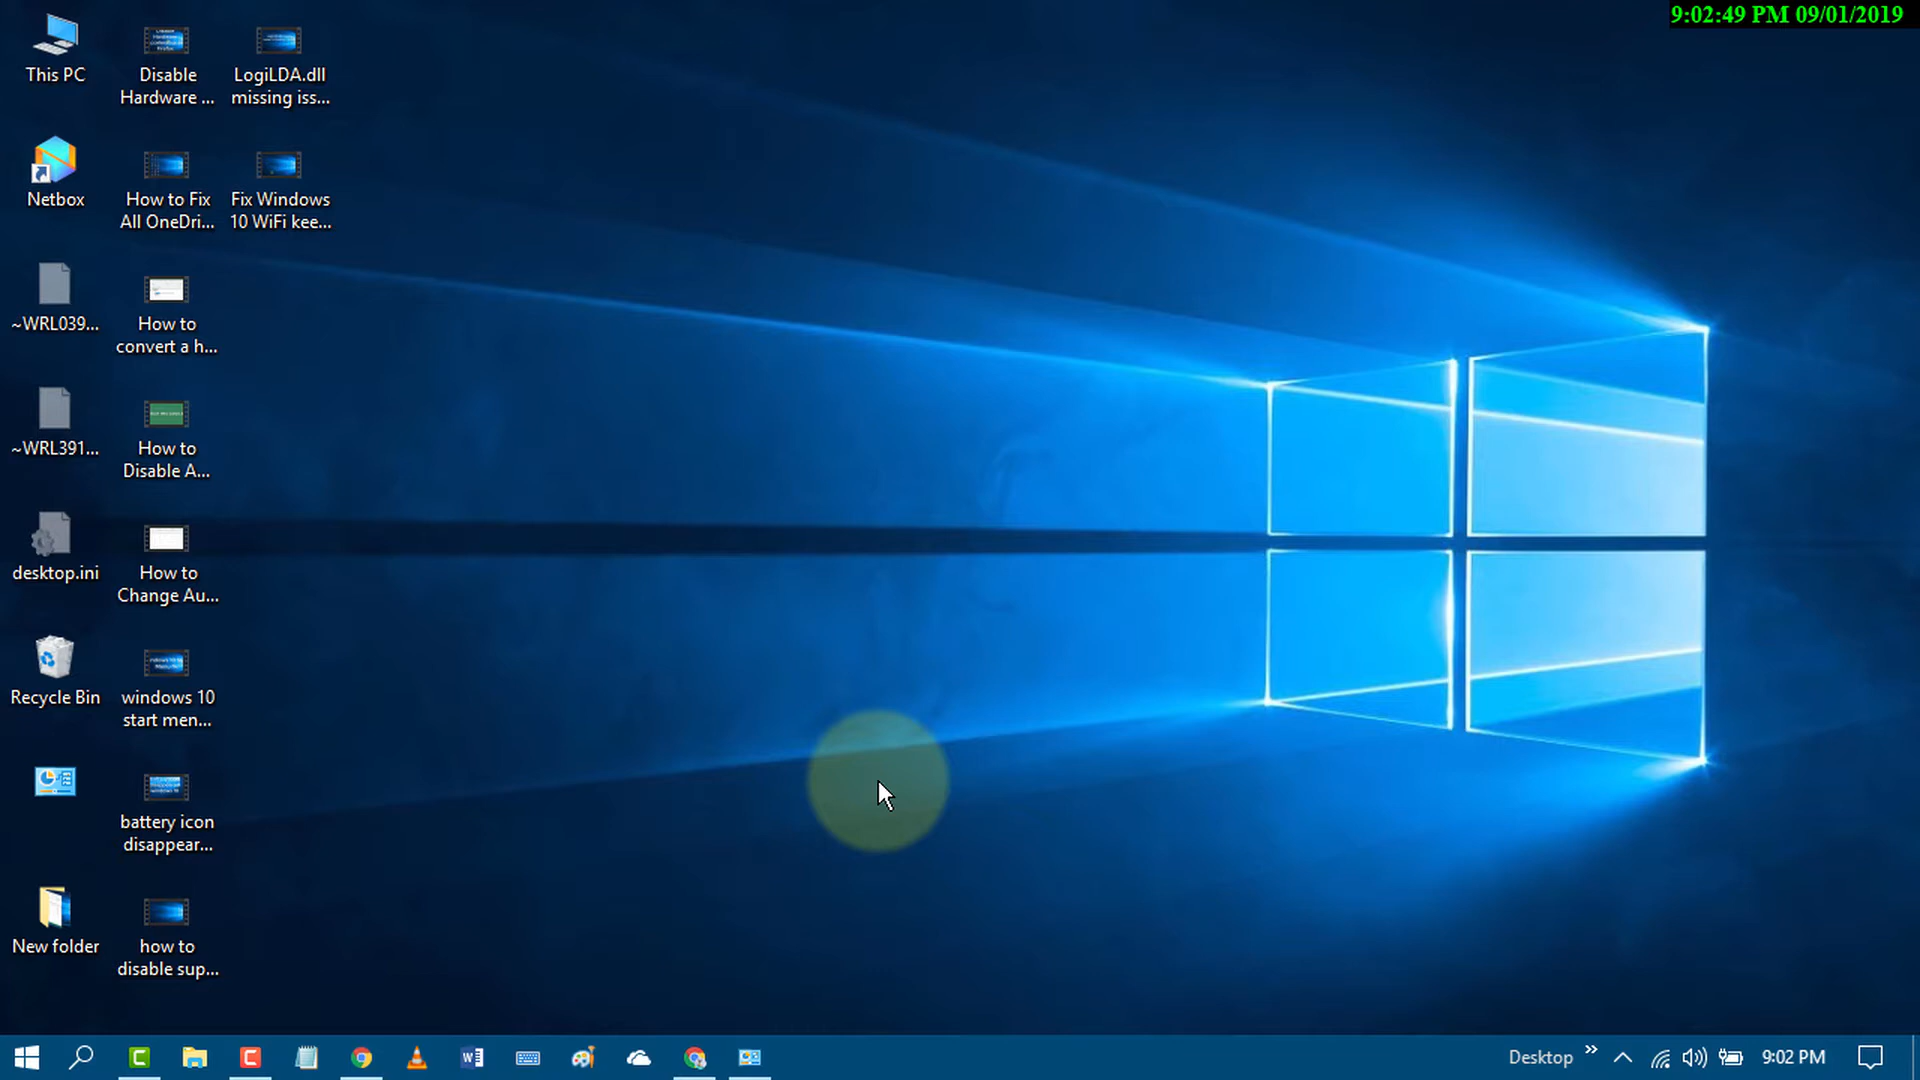 9:02:49 PM 09/01/2019
This PC
Disable
Hardware ...
LogiLDA.dll
missing iss...
Netbox
How to Fix
All OneDri...
Fix Windows
10 WiFi kee...
~WRL039...
How to
convert a h...
~WRL391...
How to
Disable A...
desktop.ini
How to
Change Au...
Recycle Bin
windows 10
start men...
battery icon
disappear...
New folder
how to
disable sup...
Desktop
9:02 PM